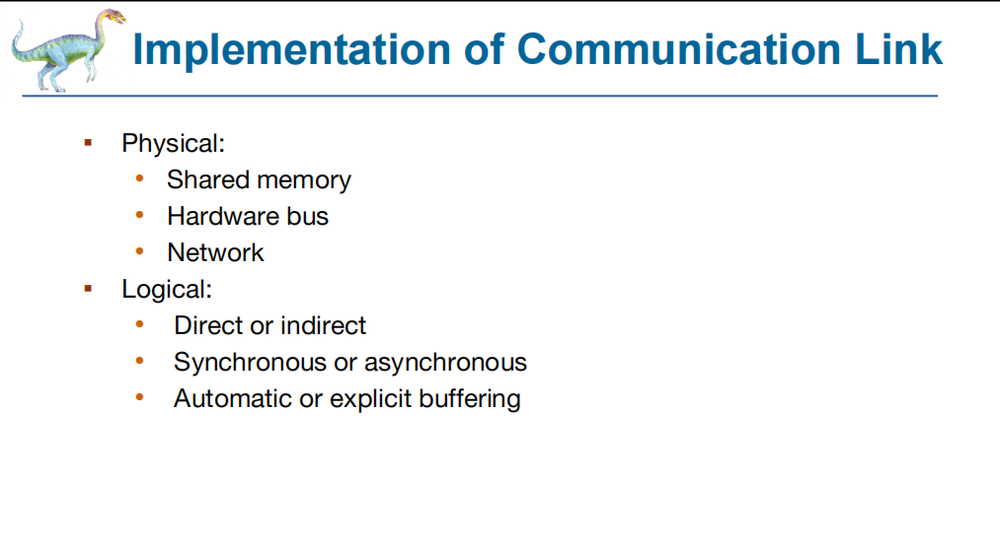 Implementation of Communication Link
▪ Physical:
• Shared memory
• Hardware bus
• Network
▪ Logical:
• Direct or indirect
• Synchronous or asynchronous
• Automatic or explicit buffering